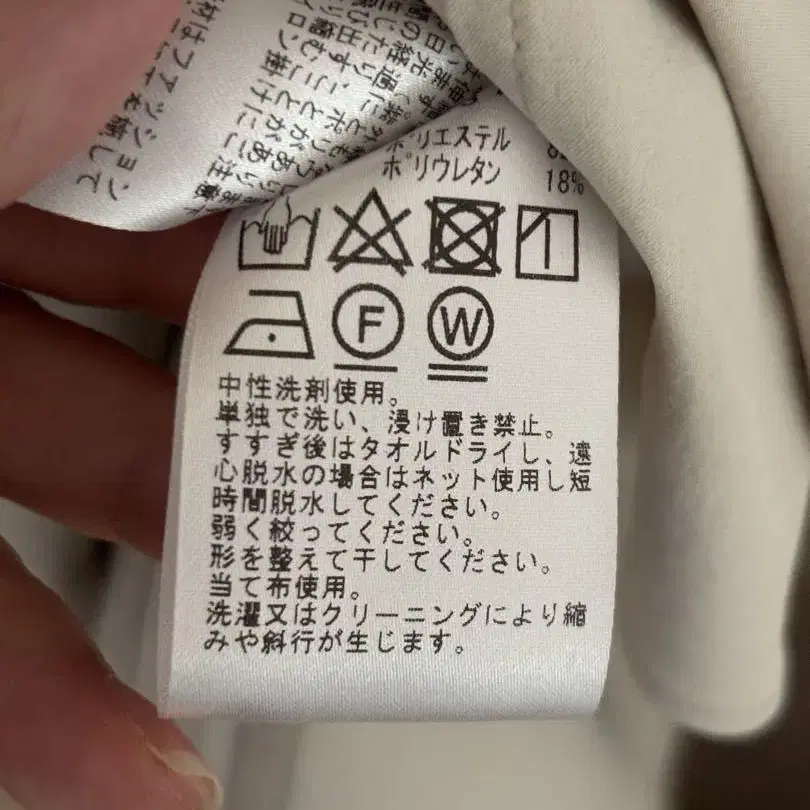 ポリエステル
ポリウレタン 18%
F W
中性洗剤使用。
単独で洗い、浸け置き禁止。
すすぎ後はタオルドライし、遠
心脱水の場合はネット使用し短
時間脱水してください。
弱く絞ってください。
形を整えて干してください。
当て布使用。
洗濯又はクリーニングにより縮
みや斜行が生じます。